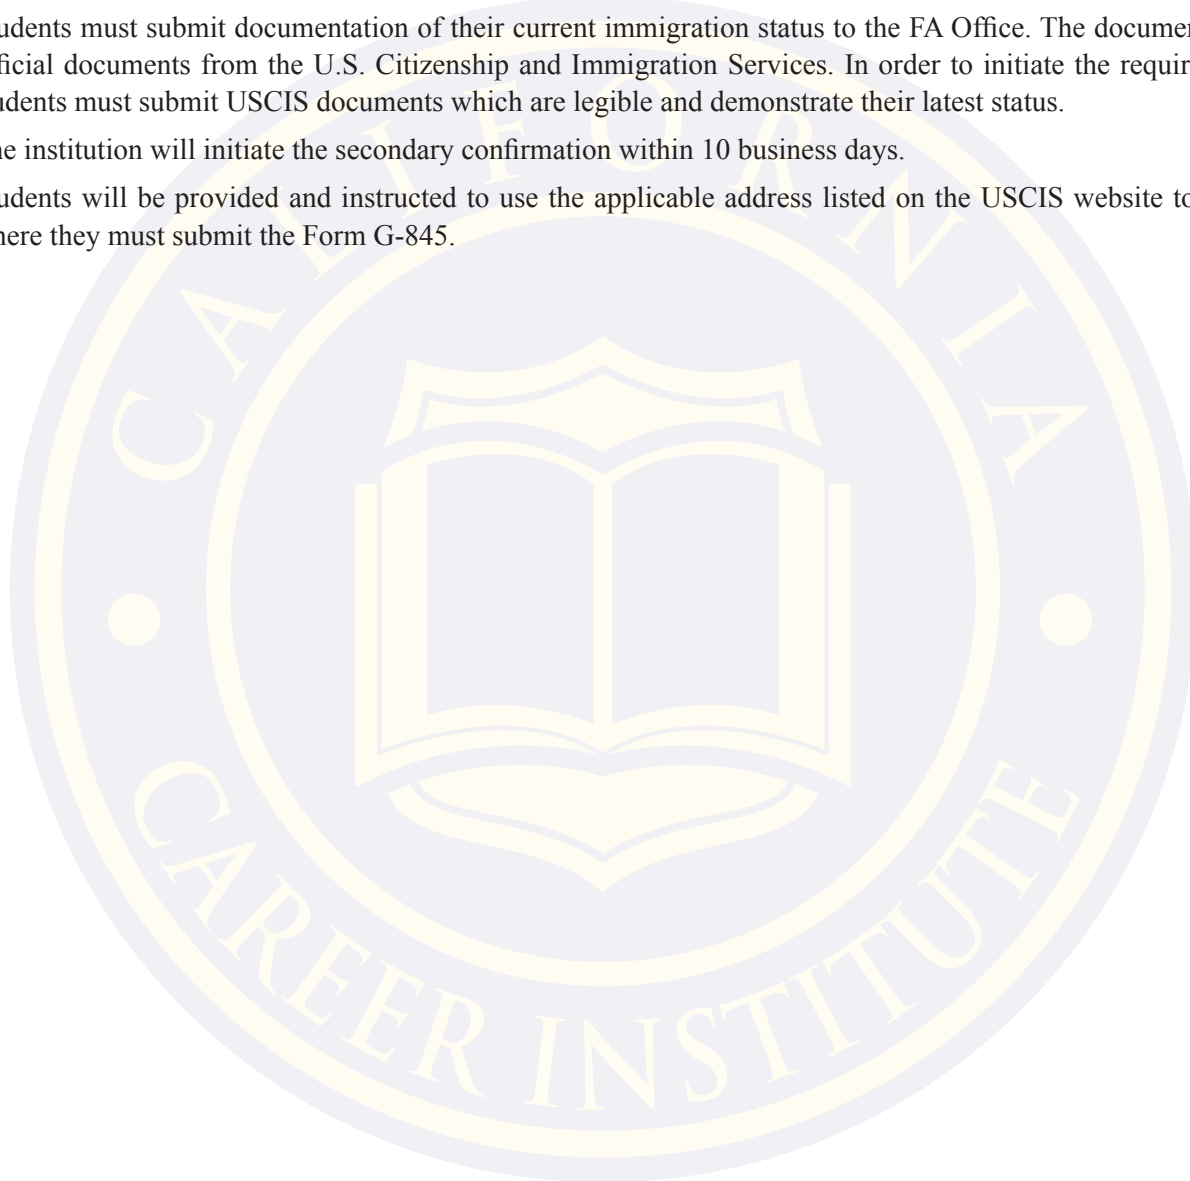 udents must submit documentation of their current immigration status to the FA Office. The documen
ficial documents from the U.S. Citizenship and Immigration Services. In order to initiate the requir
udents must submit USCIS documents which are legible and demonstrate their latest status.
ne institution will initiate the secondary confirmation within 10 business days.
udents will be provided and instructed to use the applicable address listed on the USCIS website to
here they must submit the Form G-845.
CALIFORNIA
CAREER INSTITUTE